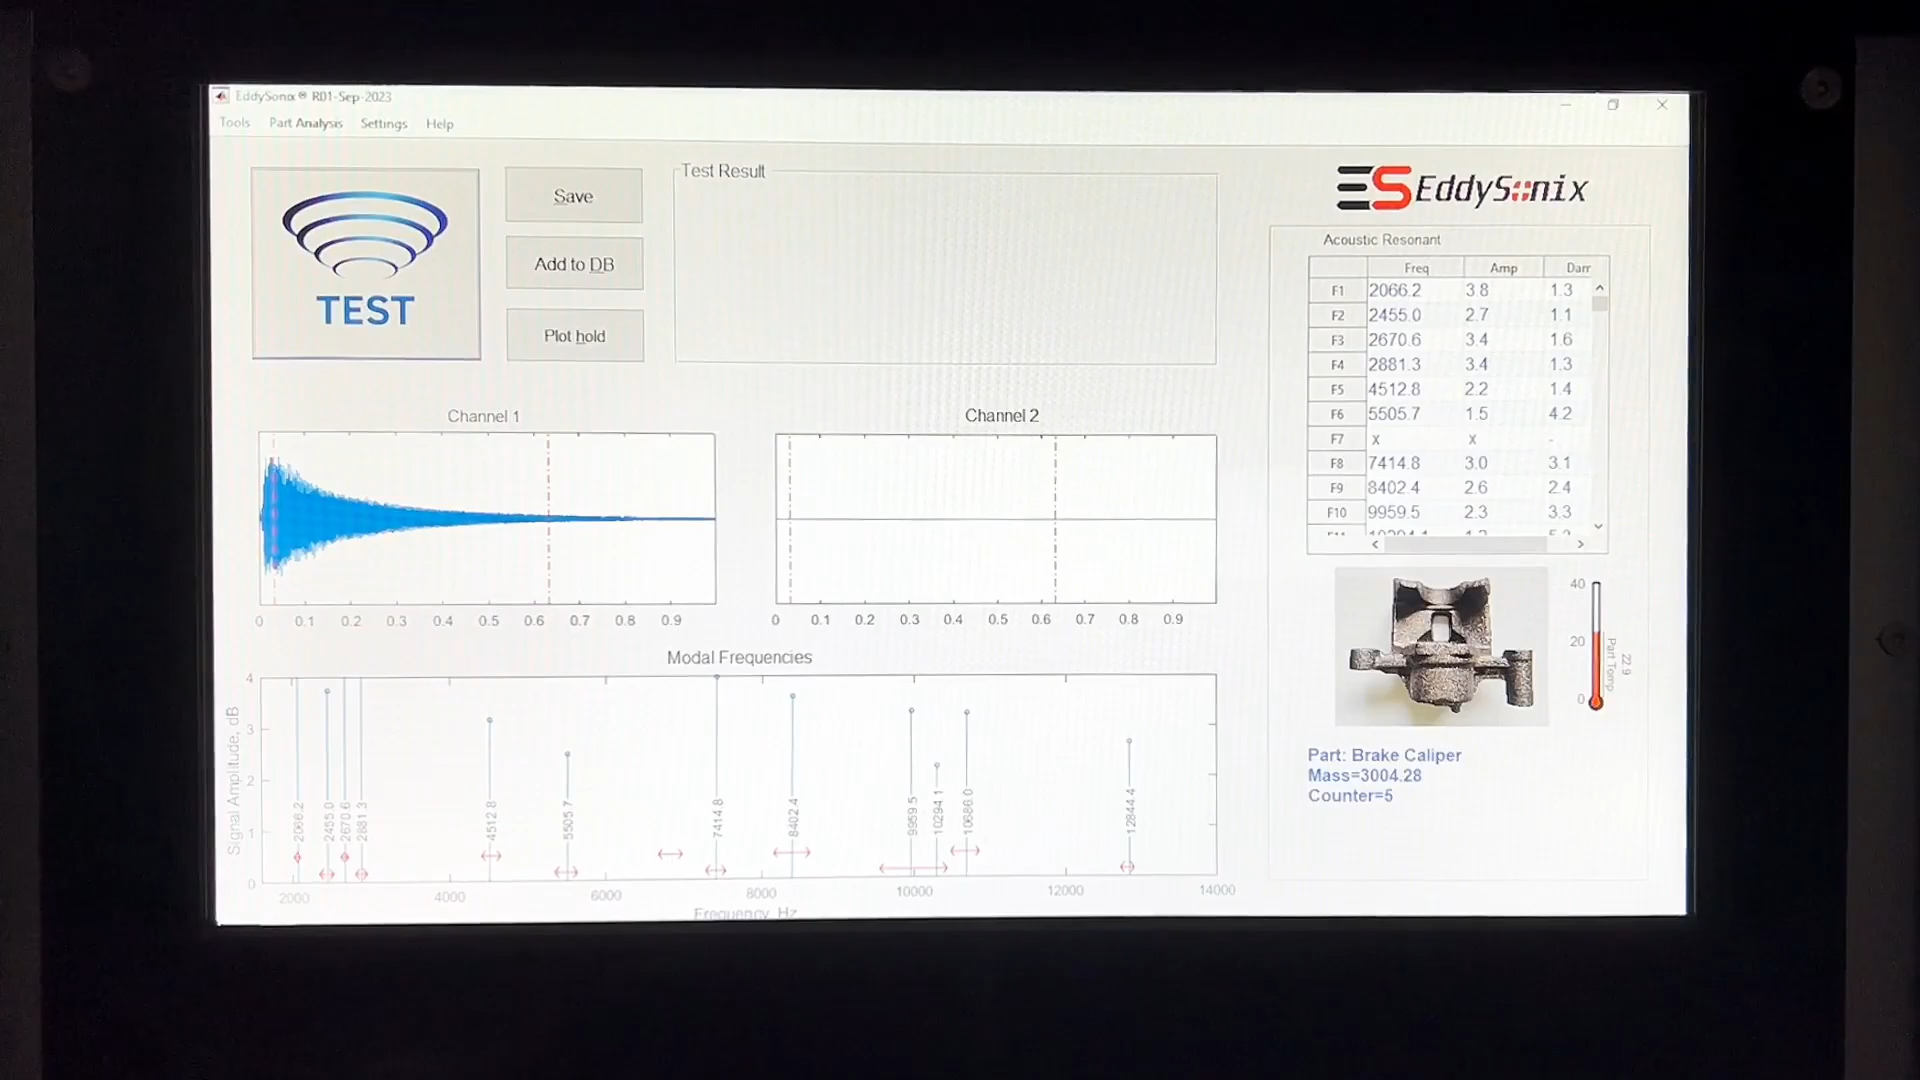 EddySonix ® R01-Sep-2023
Tools Part Analysis Settings Help
TEST
Save
Add to DB
Plot hold
Test Result
ES EddySonix
Acoustic Resonant
Freq Amp Dam
F1 2066.2 3.8 1.3
F2 2455.0 2.7 1.1
F3 2670.6 3.4 1.6
F4 2881.3 3.4 1.3
F5 4512.8 2.2 1.4
F6 5505.7 1.5 4.2
F7 x x -
F8 7414.8 3.0 3.1
F9 8402.4 2.6 2.4
F10 9959.5 2.3 3.3
Channel 1
0 0.1 0.2 0.3 0.4 0.5 0.6 0.7 0.8 0.9
Channel 2
0 0.1 0.2 0.3 0.4 0.5 0.6 0.7 0.8 0.9
40
20
0
Part Temp
22.9
Modal Frequencies
Signal Amplitude, dB
4
3
2
1
0
2066.2
2455.0
2670.6
2881.3
4512.8
5505.7
7414.8
8402.4
9959.5
10294.1
10686.0
12844.4
2000 4000 6000 8000 10000 12000 14000
Frequency, Hz
Part: Brake Caliper
Mass=3004.28
Counter=5